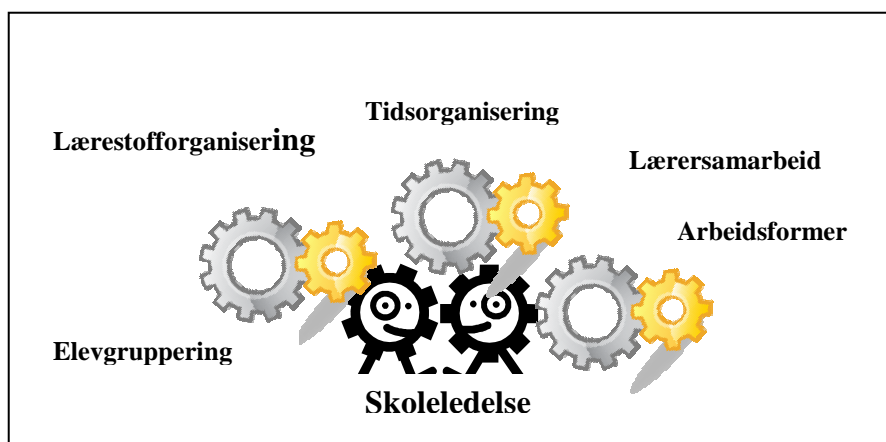 Tidsorganisering
Lærestofforganisering
Lærersamarbeid
Arbeidsformer
Elevgruppering
Skoleledelse